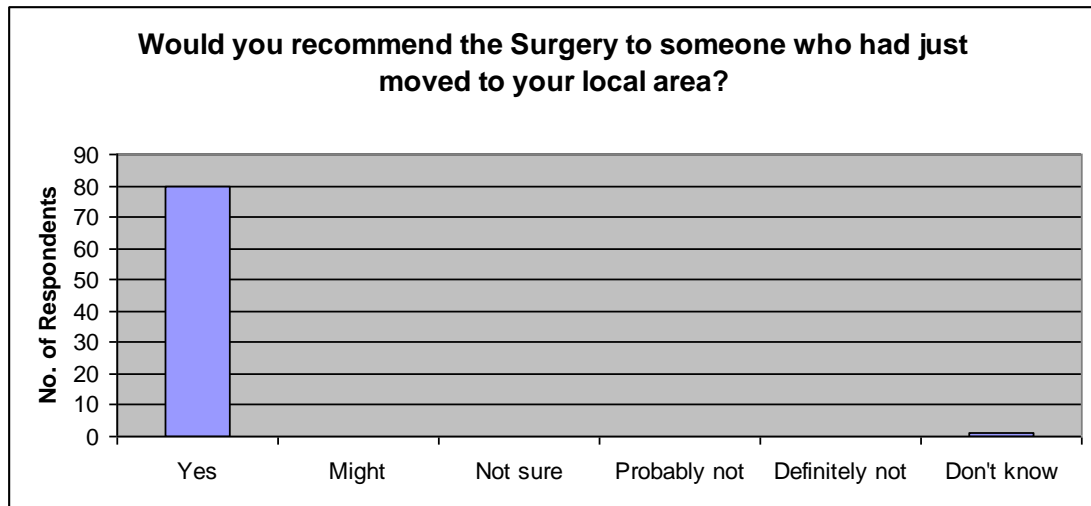 Would you recommend the Surgery to someone who had just
moved to your local area?
No. of Respondents
90
80
70
60
50
40
30
20
10
0
Yes Might Not sure Probably not Definitely not Don't know